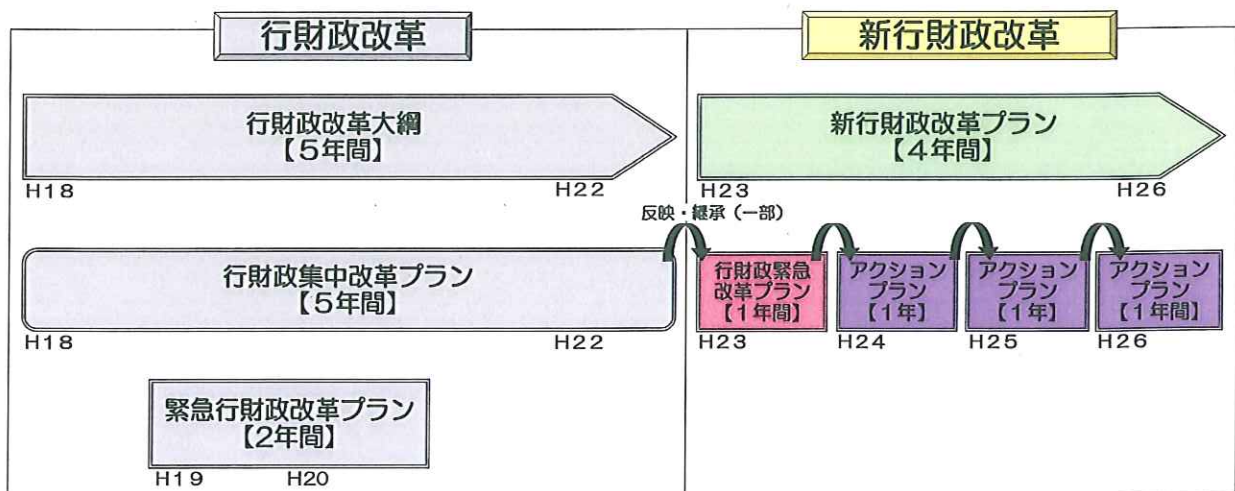 行財政改革
新行財政改革
行財政改革大綱
【５年間】
H18
H22
新行財政改革プラン
【４年間】
H23
H26
反映・継承（一部）
行財政集中改革プラン
【５年間】
H18
H22
行財政緊急
改革プラン
【１年間】
H23
アクション
プラン
【１年】
H24
アクション
プラン
【１年】
H25
アクション
プラン
【１年間】
H26
緊急行財政改革プラン
【２年間】
H19
H20